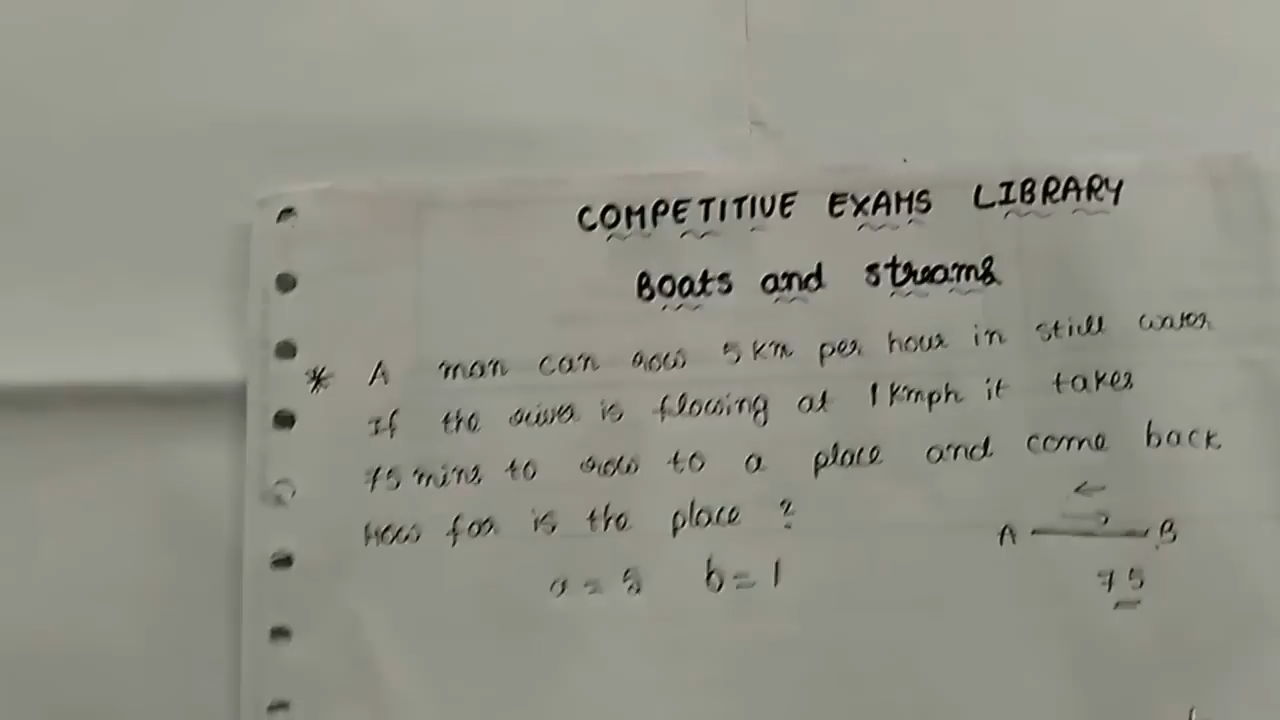 COMPETITIVE EXAMS LIBRARY
Boats and streams
* A man can row 5 km per hour in still water
If the river is flowing at 1 kmph it takes
75 mins to row to a place and come back
How far is the place ?
A B
a = 5 b = 1
75